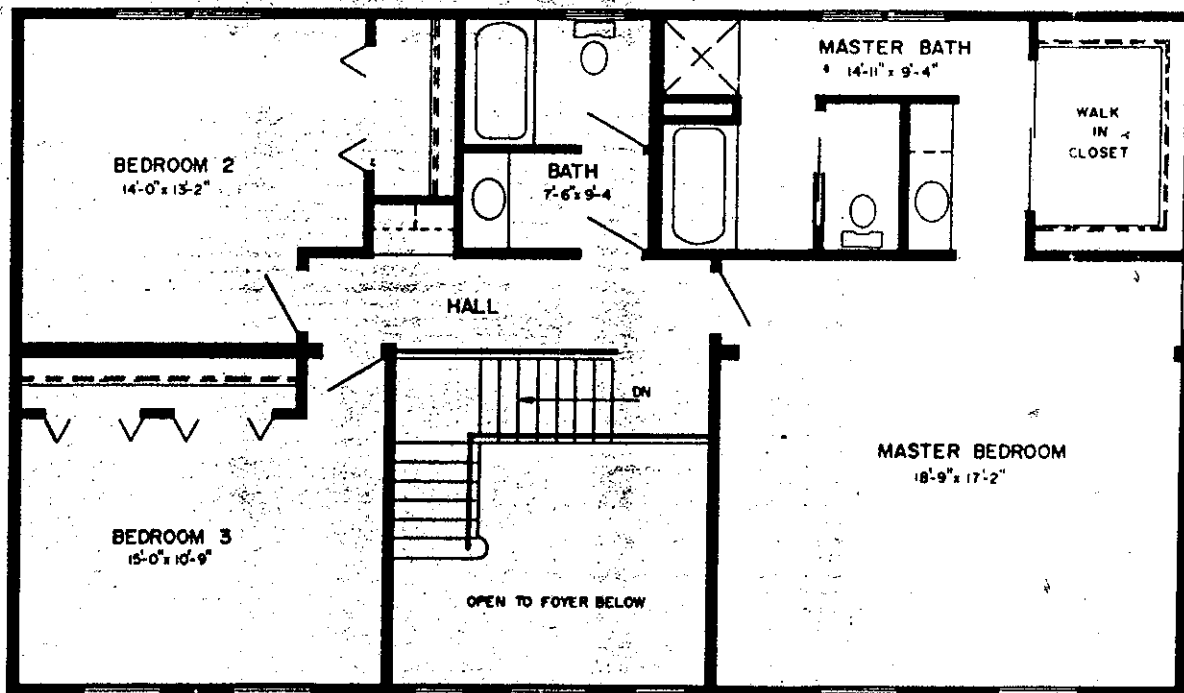 MASTER BATH
14'-11" x 9'-4"
WALK
IN
CLOSET
BEDROOM 2
14'-0" x 13'-2"
BATH
7'-6" x 9'-4
HALL
DN
MASTER BEDROOM
18'-9" x 17'-2"
BEDROOM 3
15'-0" x 10'-9"
OPEN TO FOYER BELOW